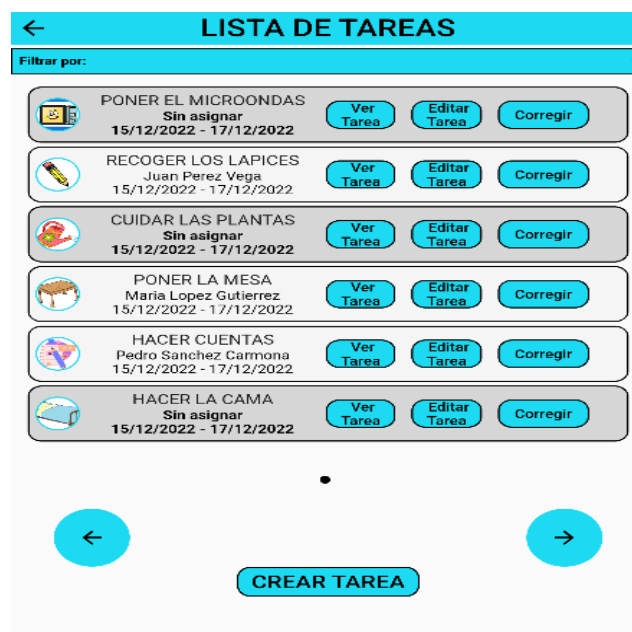 LISTA DE TAREAS
Filtrar por:
PONER EL MICROONDAS
Sin asignar
15/12/2022 - 17/12/2022
Ver Tarea
Editar Tarea
Corregir
RECOGER LOS LAPICES
Juan Perez Vega
15/12/2022 - 17/12/2022
Ver Tarea
Editar Tarea
Corregir
CUIDAR LAS PLANTAS
Sin asignar
15/12/2022 - 17/12/2022
Ver Tarea
Editar Tarea
Corregir
PONER LA MESA
Maria Lopez Gutierrez
15/12/2022 - 17/12/2022
Ver Tarea
Editar Tarea
Corregir
HACER CUENTAS
Pedro Sanchez Carmona
15/12/2022 - 17/12/2022
Ver Tarea
Editar Tarea
Corregir
HACER LA CAMA
Sin asignar
15/12/2022 - 17/12/2022
Ver Tarea
Editar Tarea
Corregir
CREAR TAREA